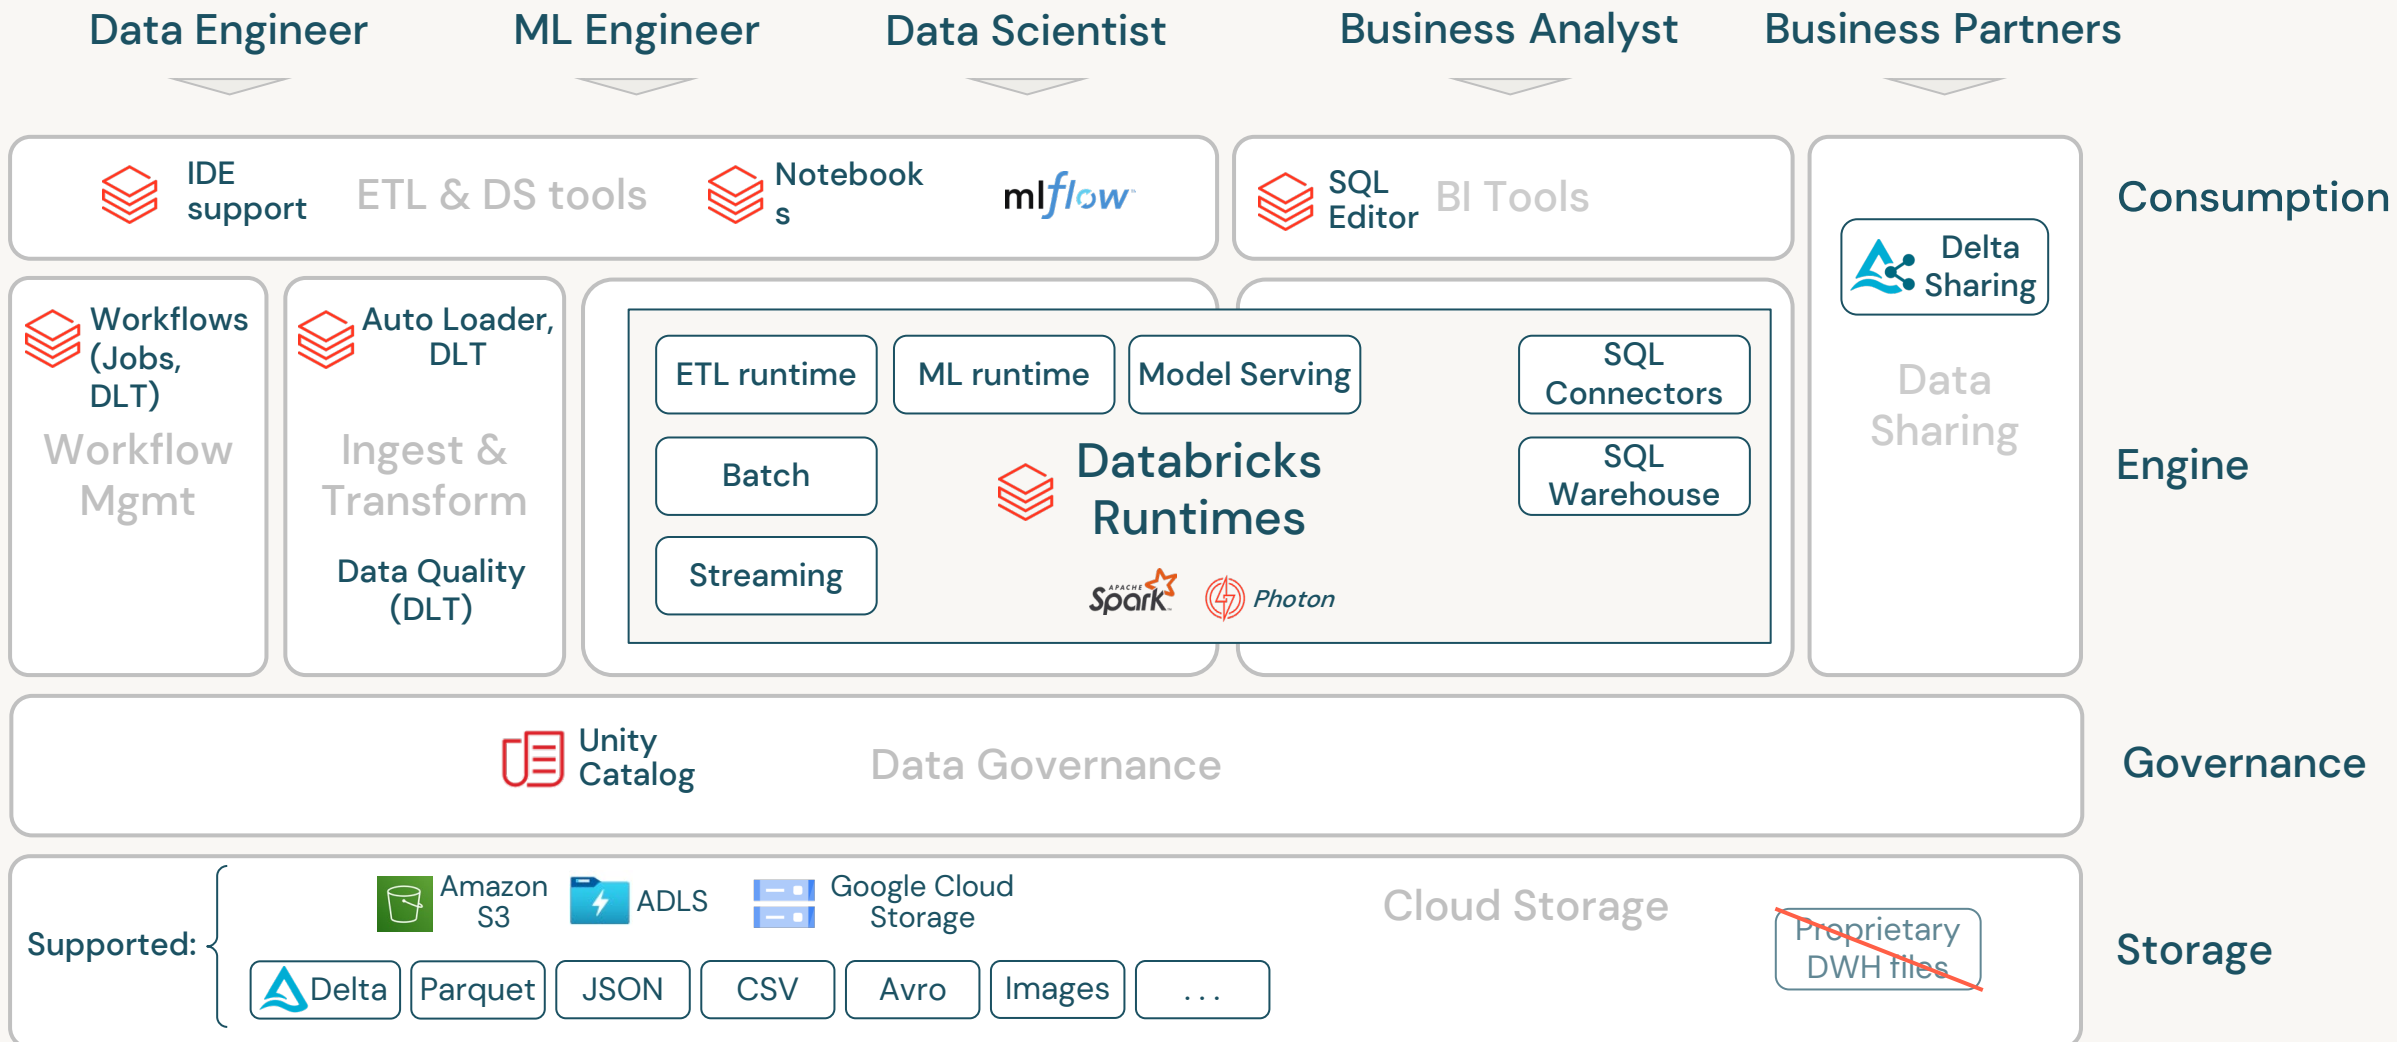 Data Engineer
ML Engineer
Data Scientist
Business Analyst
Business Partners
IDE
support
ETL & DS tools
Notebook
s
mlflow™
SQL
Editor
BI Tools
Consumption
Delta
Sharing
Data
Sharing
Workflows
(Jobs,
DLT)
Workflow
Mgmt
Auto Loader,
DLT
Ingest &
Transform
Data Quality
(DLT)
ETL runtime
ML runtime
Model Serving
SQL
Connectors
Batch
Databricks
Runtimes
SQL
Warehouse
Streaming
APACHE
Spark™
Photon
Engine
Unity
Catalog
Data Governance
Governance
Supported:
Amazon
S3
ADLS
Google Cloud
Storage
Cloud Storage
Proprietary
DWH files
Delta
Parquet
JSON
CSV
Avro
Images
...
Storage